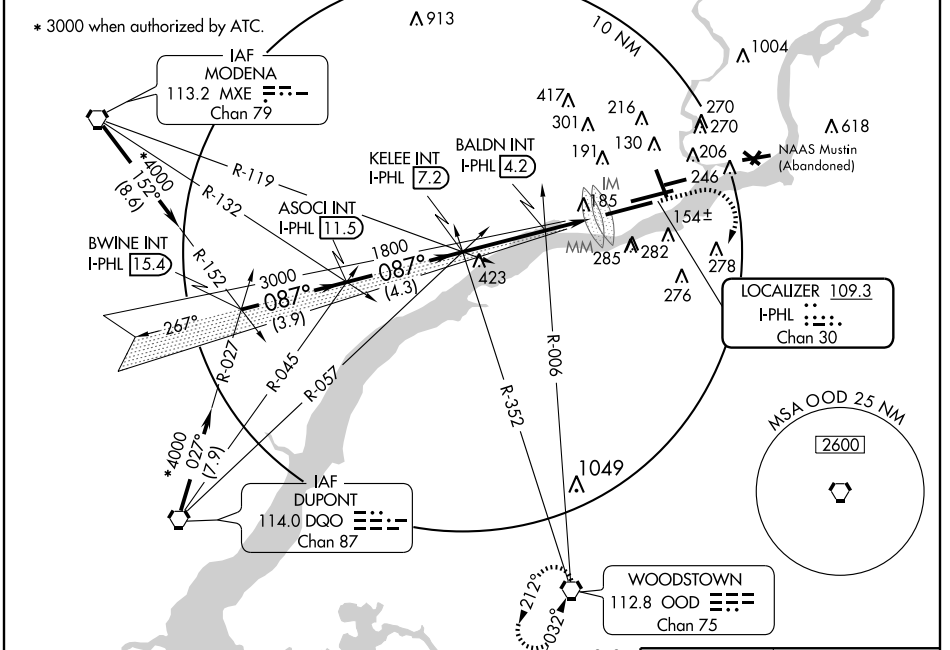 * 3000 when authorized by ATC.
913
10 NM
1004
IAF
MODENA
113.2 MXE
Chan 79
417
301
216
270
270
618
191
130
206
246
NAAS Mustin
(Abandoned)
KELEE INT
I-PHL 7.2
BALDN INT
I-PHL 4.2
R-119
R-132
*4000
152°
(8.6)
ASOCI INT
I-PHL 11.5
IM
185
154±
BWINE INT
I-PHL 15.4
R-152
3000
087°
(3.9)
1800
087°
(4.3)
MM
285
282
278
423
276
267°
R-027
R-045
R-057
R-352
R-006
LOCALIZER 109.3
I-PHL
Chan 30
MSA OOD 25 NM
2600
*4000
027°
(7.9)
1049
IAF
DUPONT
114.0 DQO
Chan 87
212°
032°
WOODSTOWN
112.8 OOD
Chan 75